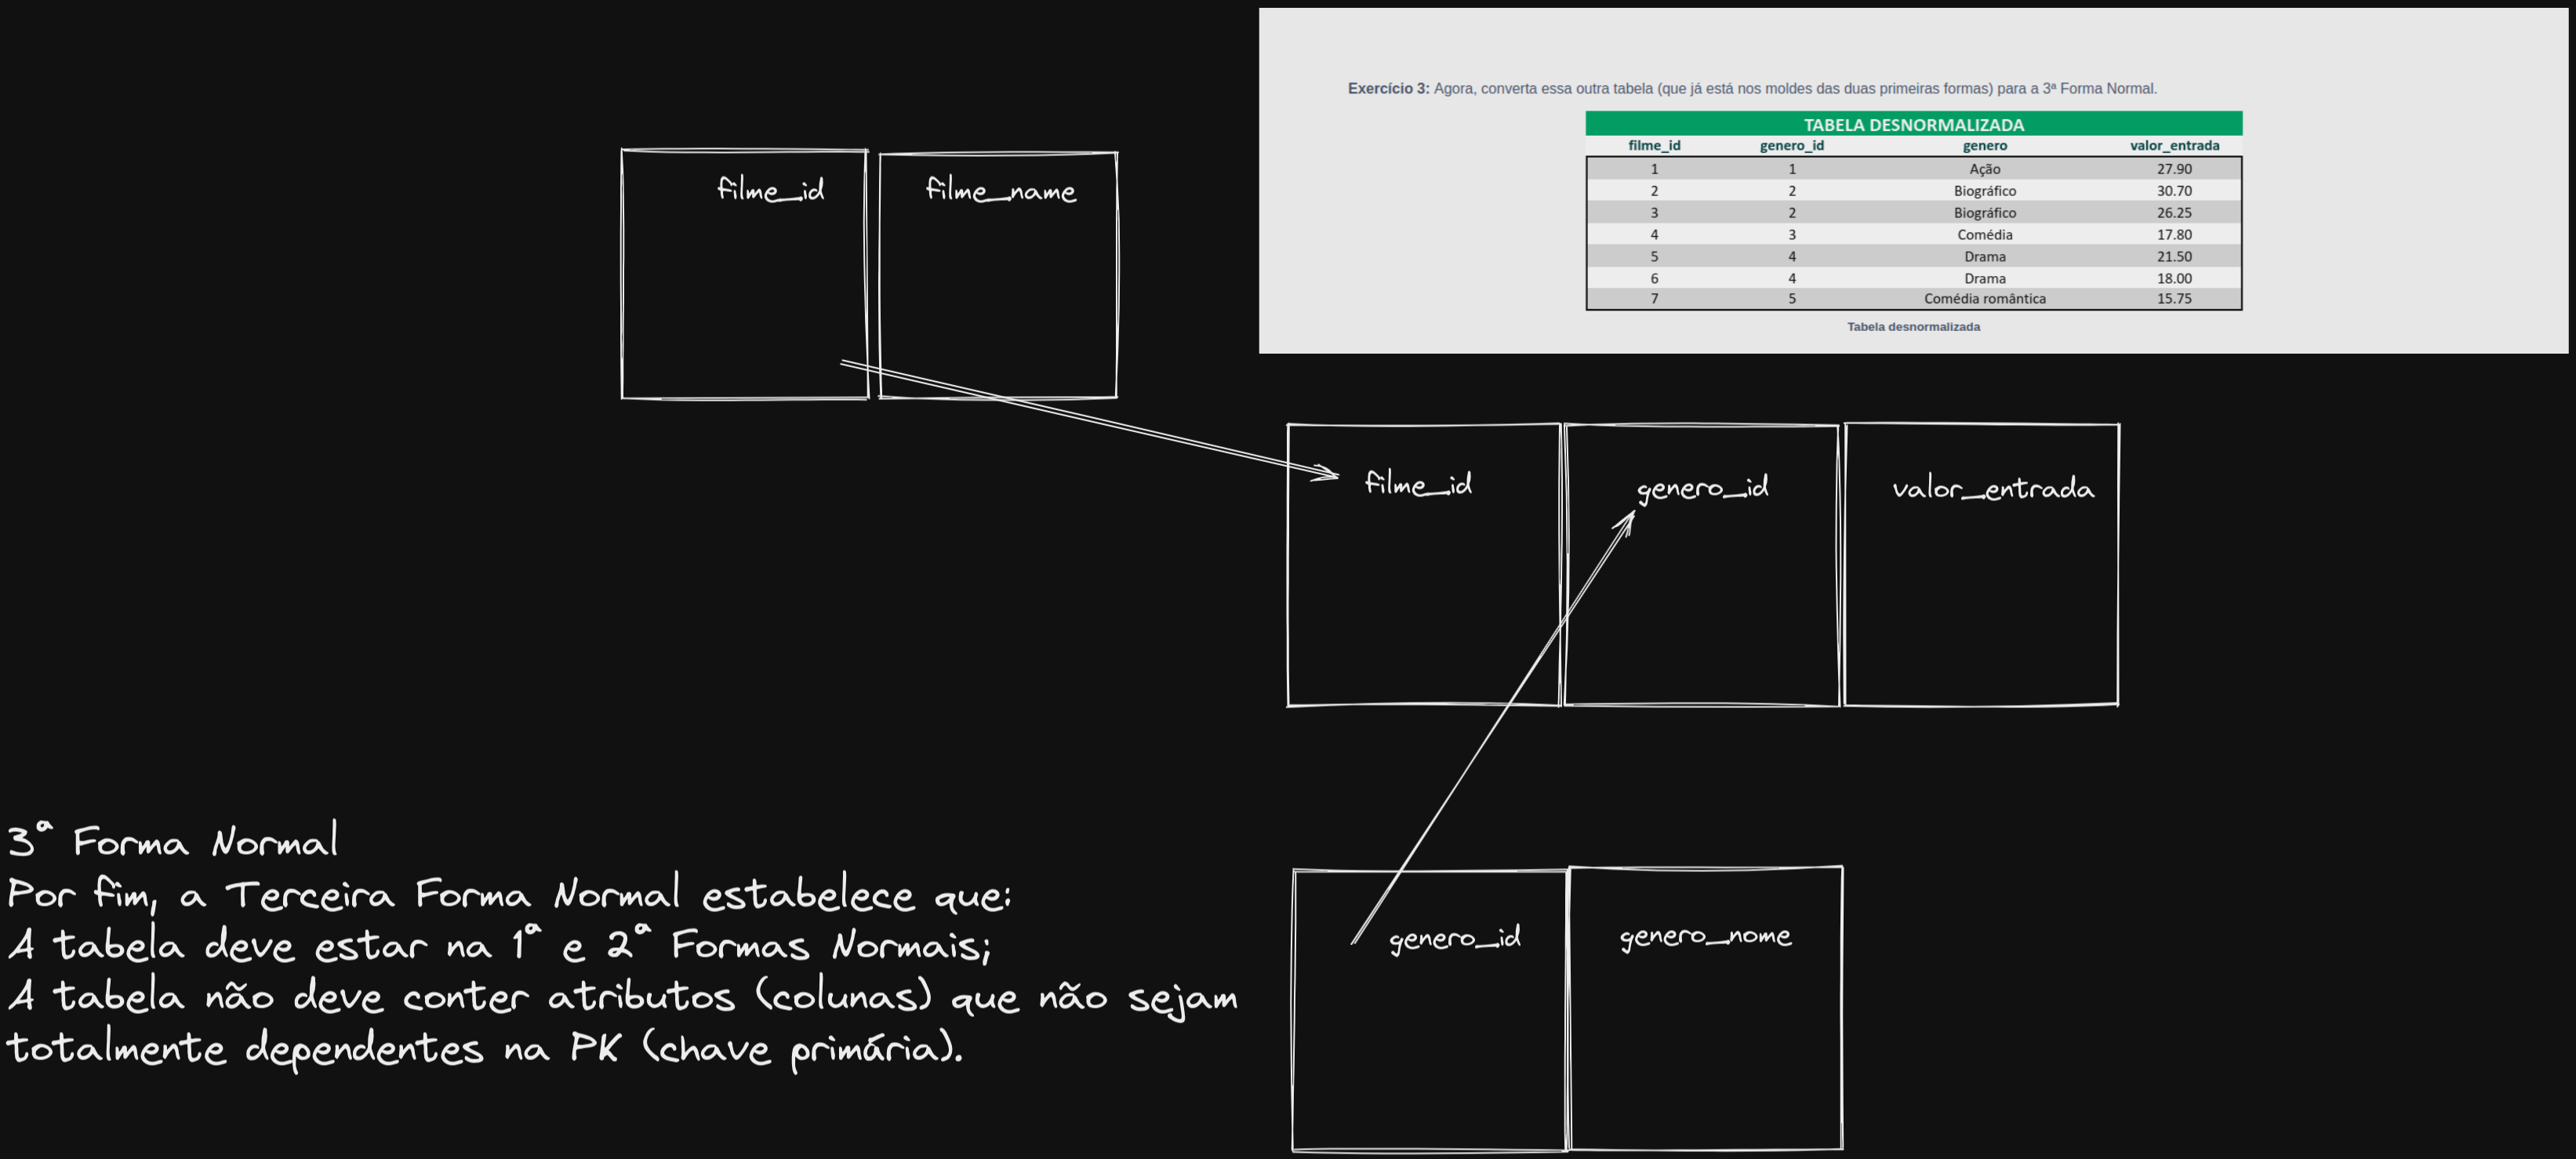 Exercício 3: Agora, converta essa outra tabela (que já está nos moldes das duas primeiras formas) para a 3ª Forma Normal.
TABELA DESNORMALIZADA
filme_id genero_id genero valor_entrada
1 1 Ação 27.90
2 2 Biográfico 30.70
3 2 Biográfico 26.25
4 3 Comédia 17.80
5 4 Drama 21.50
6 4 Drama 18.00
7 5 Comédia romântica 15.75
Tabela desnormalizada
filme_id filme_name
filme_id genero_id valor_entrada
genero_id genero_nome
3ª Forma Normal
Por fim, a Terceira Forma Normal estabelece que:
A tabela deve estar na 1ª e 2ª Formas Normais;
A tabela não deve conter atributos (colunas) que não sejam
totalmente dependentes na PK (chave primária).